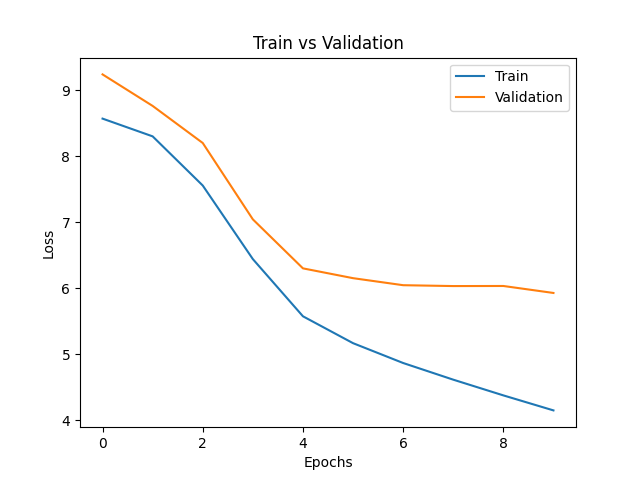 Train vs Validation
Train
Validation
9
8
7
6
5
4
Loss
0 2 4 6 8
Epochs